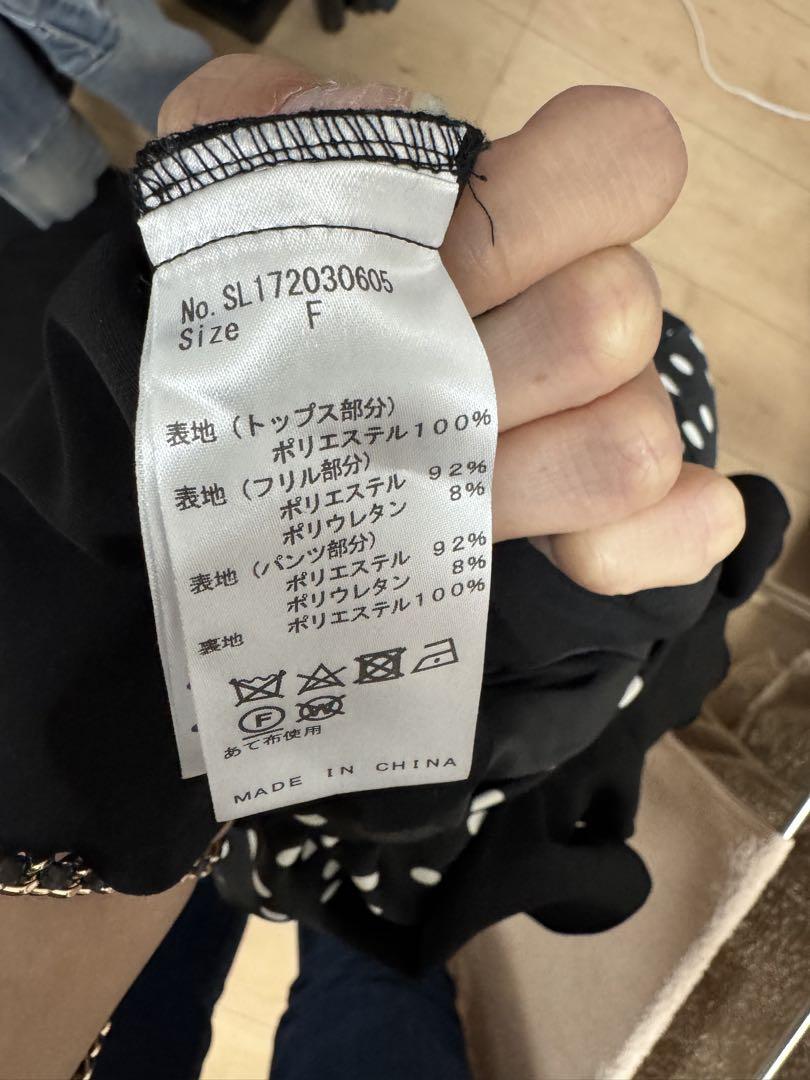 No. SL172030605
Size F
表地（トップス部分）
ポリエステル100%
表地（フリル部分）
ポリエステル 92%
ポリウレタン 8%
表地（パンツ部分）
ポリエステル 92%
ポリウレタン 8%
裏地 ポリエステル100%
F W
あて布使用
MADE IN CHINA